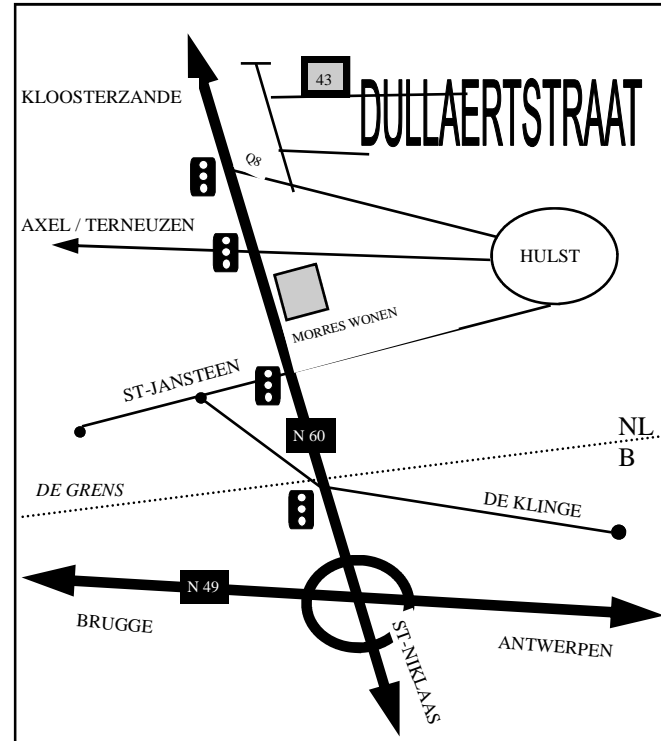 43
DULLAERTSTRAAT
KLOOSTERZANDE
Q8
AXEL / TERNEUZEN
HULST
MORRES WONEN
ST-JANSTEEN
N 60
NL
B
DE GRENS
DE KLINGE
N 49
BRUGGE
ST-NIKLAAS
ANTWERPEN